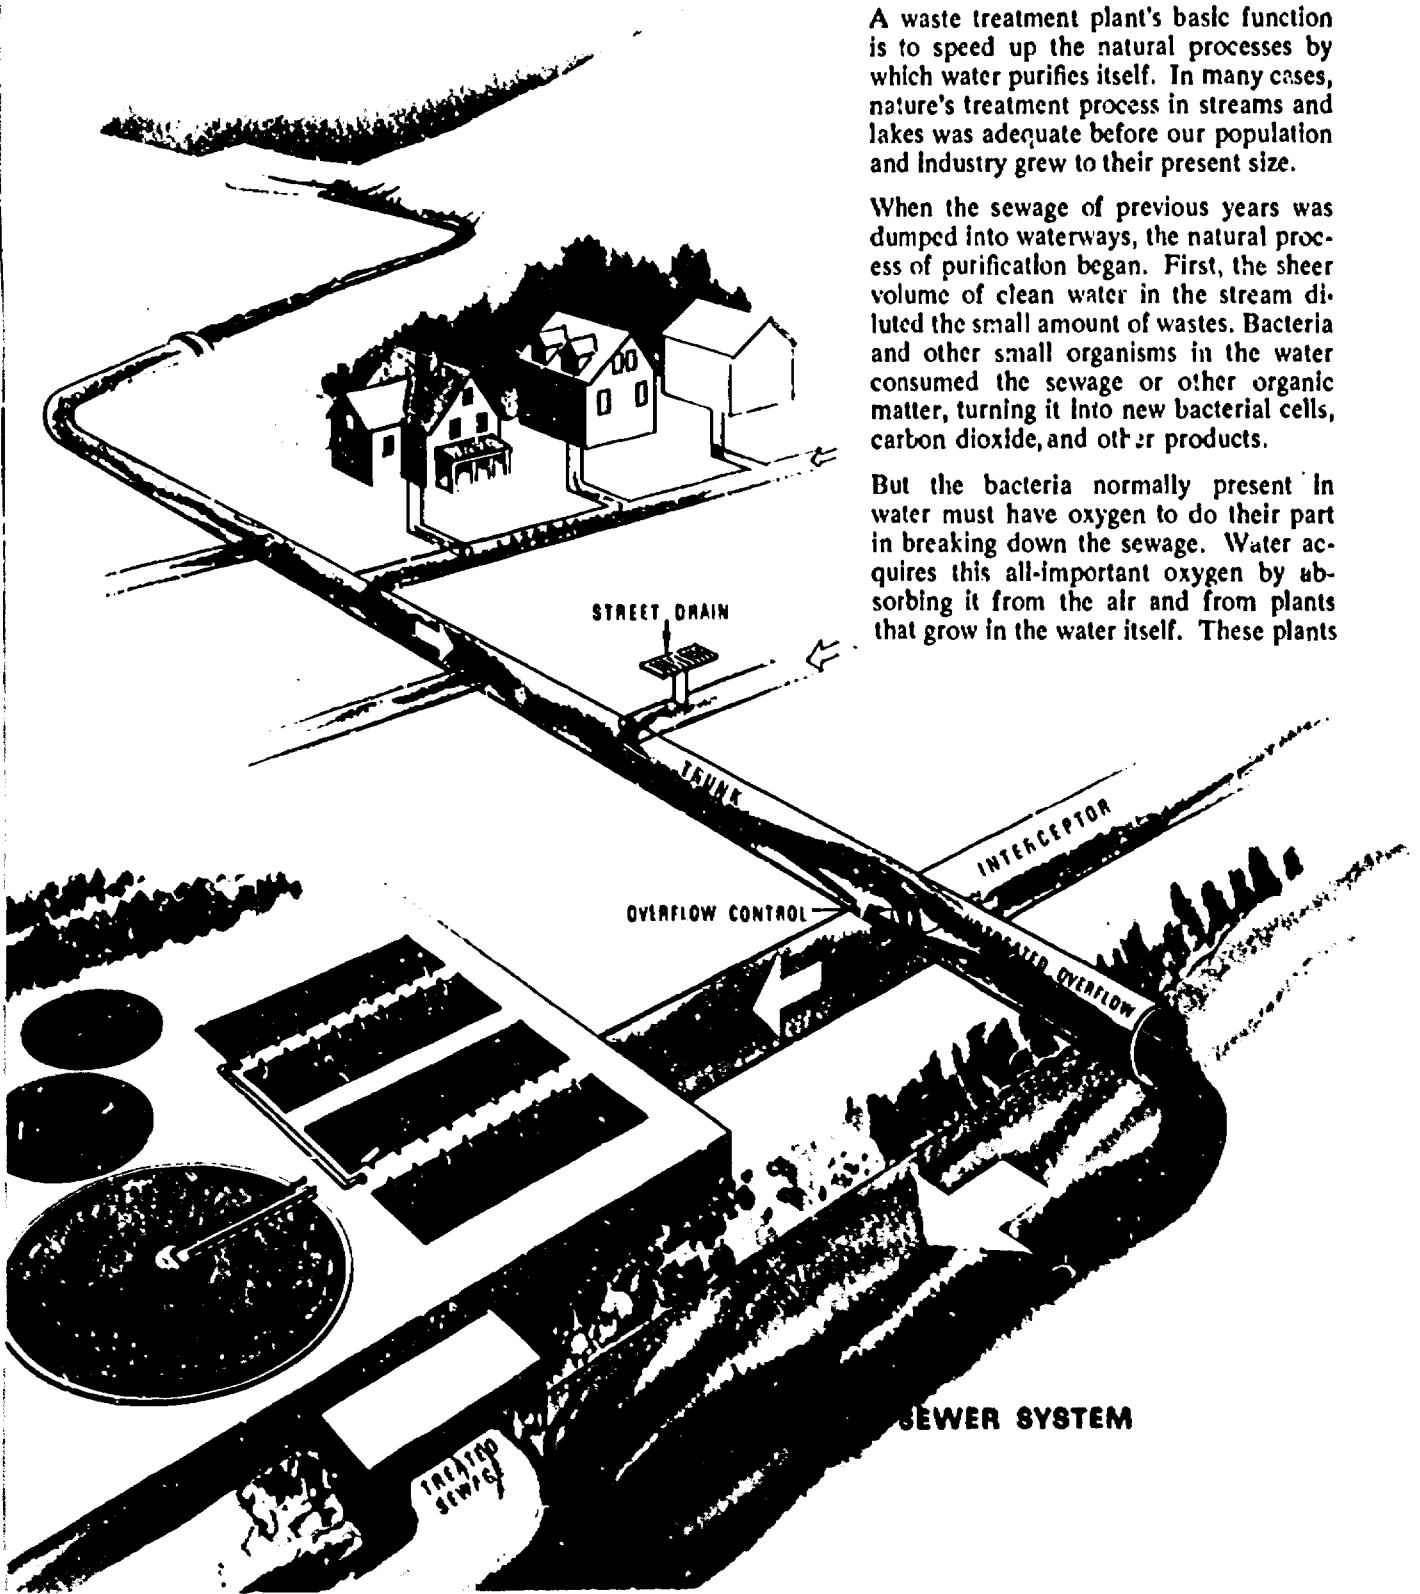 A waste treatment plant's basic function
is to speed up the natural processes by
which water purifies itself. In many cases,
nature's treatment process in streams and
lakes was adequate before our population
and industry grew to their present size.
When the sewage of previous years was
dumped into waterways, the natural proc-
ess of purification began. First, the sheer
volume of clean water in the stream di-
luted the small amount of wastes. Bacteria
and other small organisms in the water
consumed the sewage or other organic
matter, turning it into new bacterial cells,
carbon dioxide, and other products.
But the bacteria normally present in
water must have oxygen to do their part
in breaking down the sewage. Water ac-
quires this all-important oxygen by ab-
sorbing it from the air and from plants
that grow in the water itself. These plants
STREET DRAIN
TRUNK
INTERCEPTOR
OVERFLOW CONTROL
OVERFLOW
SEWER SYSTEM
TREATED
SEWAGE